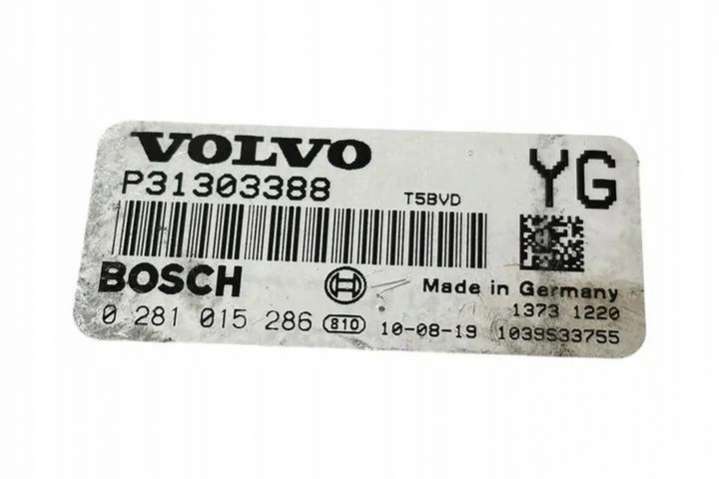 VOLVO
YG
P31303388 T5BVD
BOSCH Made in Germany
1373 1220
0 281 015 286 810 10-08-19 1039S33755